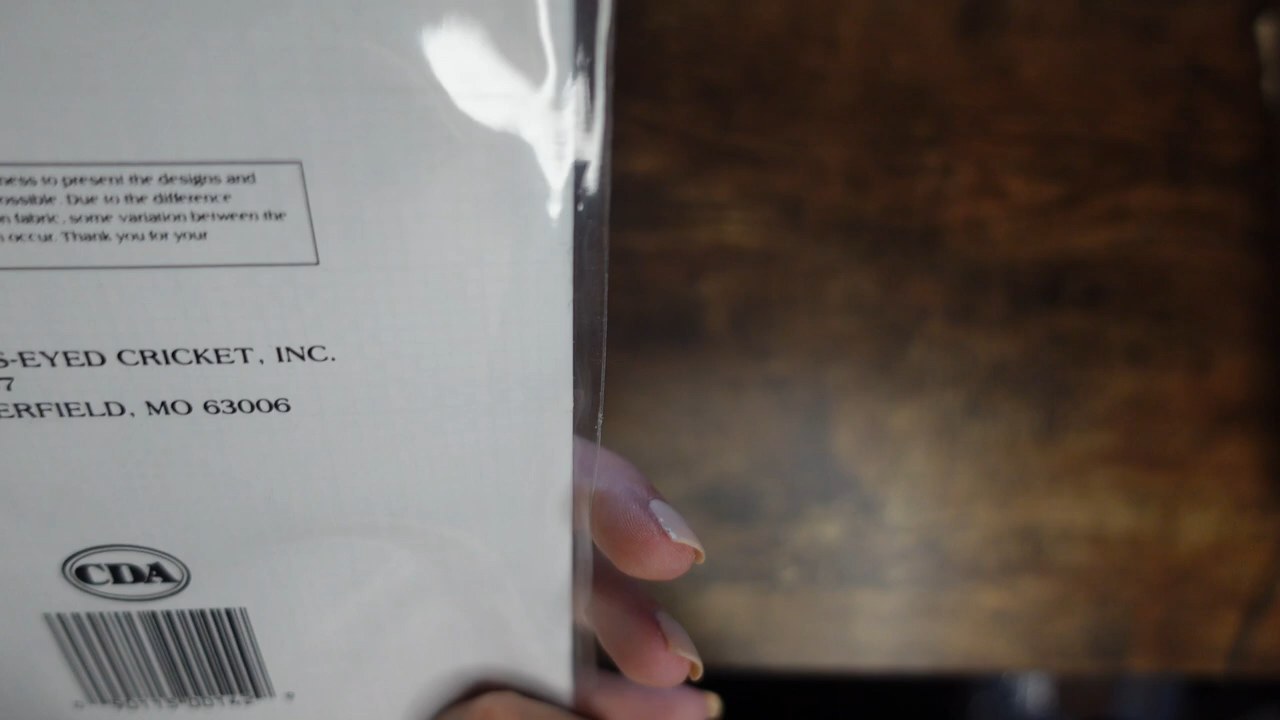 ness to present the designs and
ossible. Due to the difference
n fabric, some variation between the
occur. Thank you for your
S-EYED CRICKET, INC.
7
ERFIELD, MO 63006
CDA